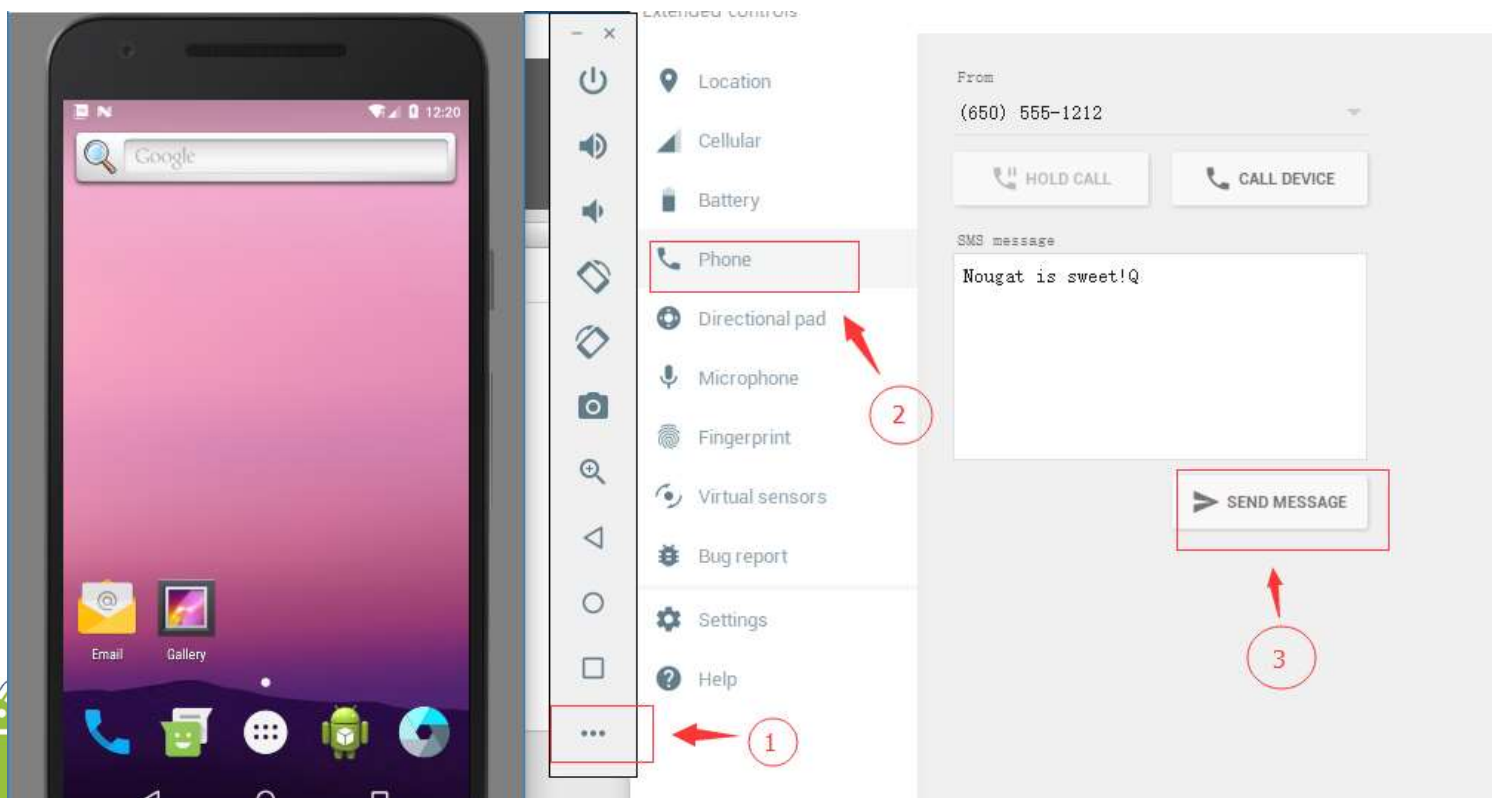 Extended controls
12:20
Google
Email
Gallery
Location
Cellular
Battery
Phone
Directional pad
Microphone
Fingerprint
Virtual sensors
Bug report
Settings
Help
From
(650) 555-1212
HOLD CALL
CALL DEVICE
SMS message
Nougat is sweet!Q
SEND MESSAGE
1
2
3